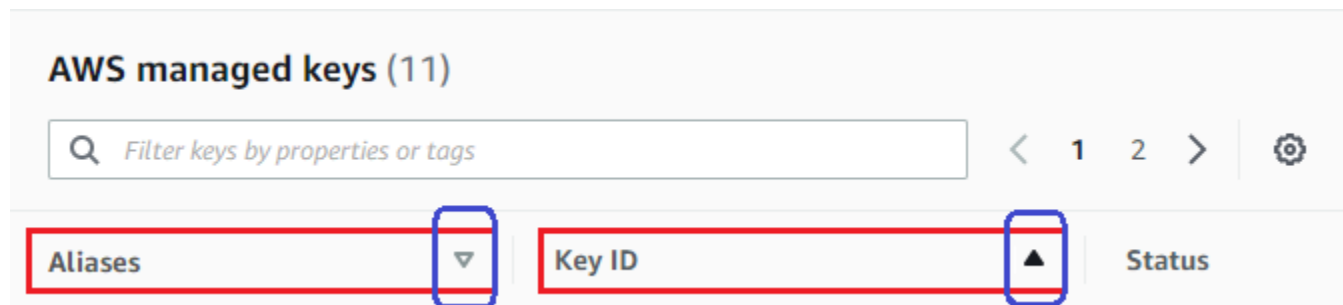 AWS managed keys (11)
Filter keys by properties or tags
1 2
Aliases Key ID Status